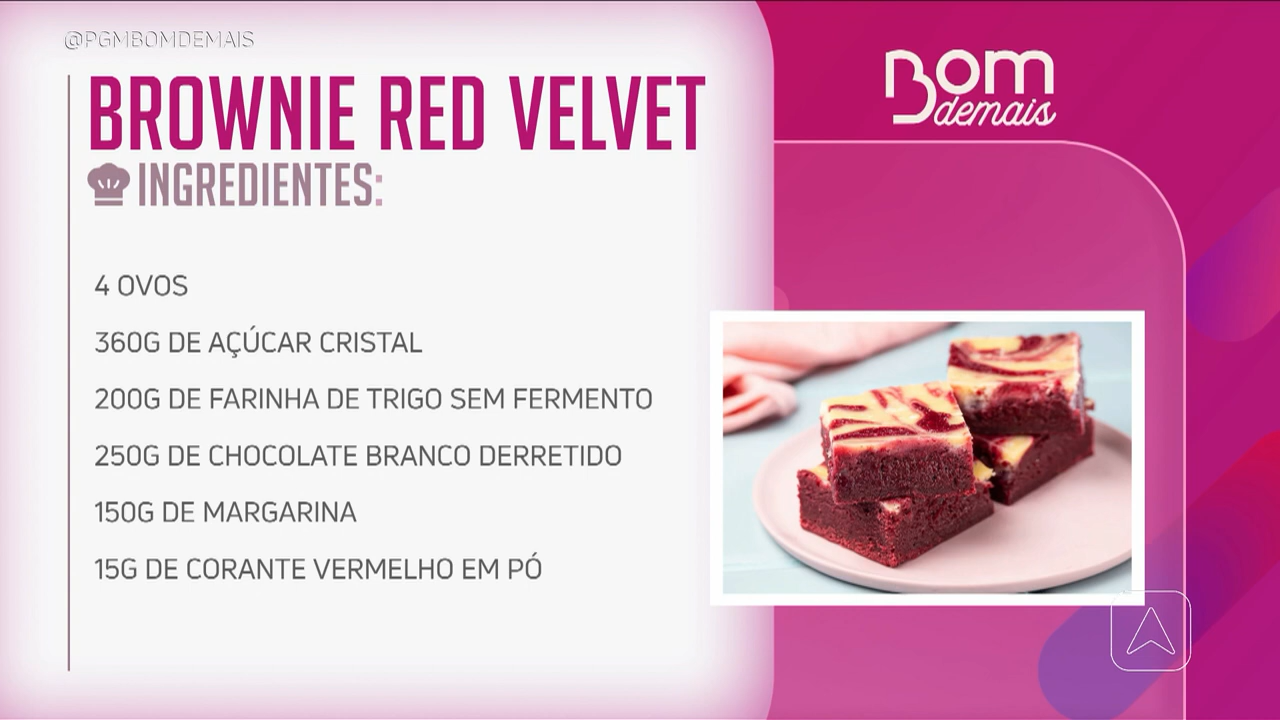 @PGMBOMDEMAIS
BROWNIE RED VELVET
INGREDIENTES:
4 OVOS
360G DE AÇÚCAR CRISTAL
200G DE FARINHA DE TRIGO SEM FERMENTO
250G DE CHOCOLATE BRANCO DERRETIDO
150G DE MARGARINA
15G DE CORANTE VERMELHO EM PÓ
Bom
demais